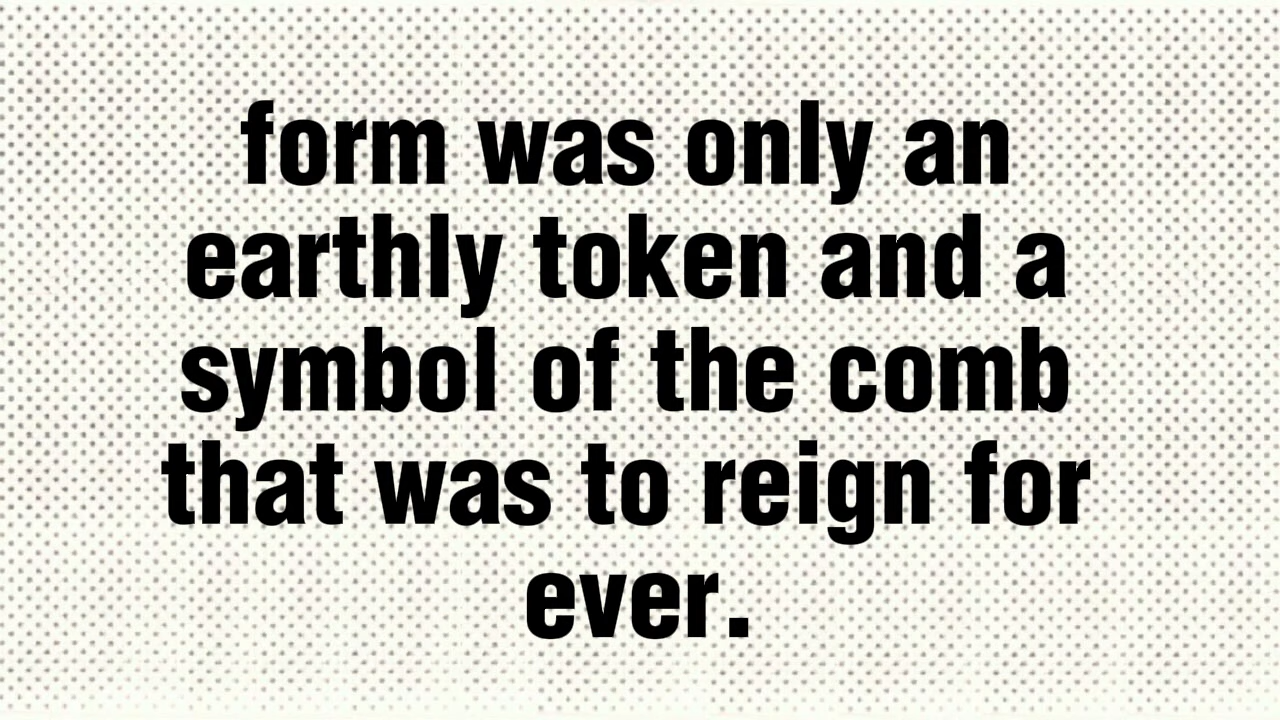 form was only an
earthly token and a
symbol of the comb
that was to reign for
ever.